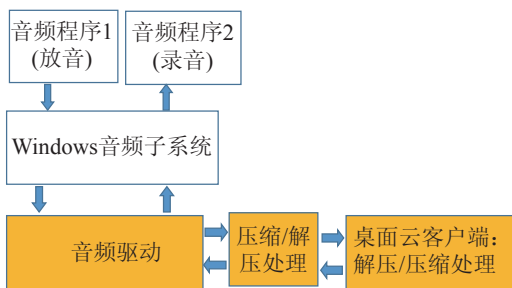 音频程序1
(放音)
音频程序2
(录音)
Windows音频子系统
音频驱动
压缩/解
压处理
桌面云客户端：
解压/压缩处理